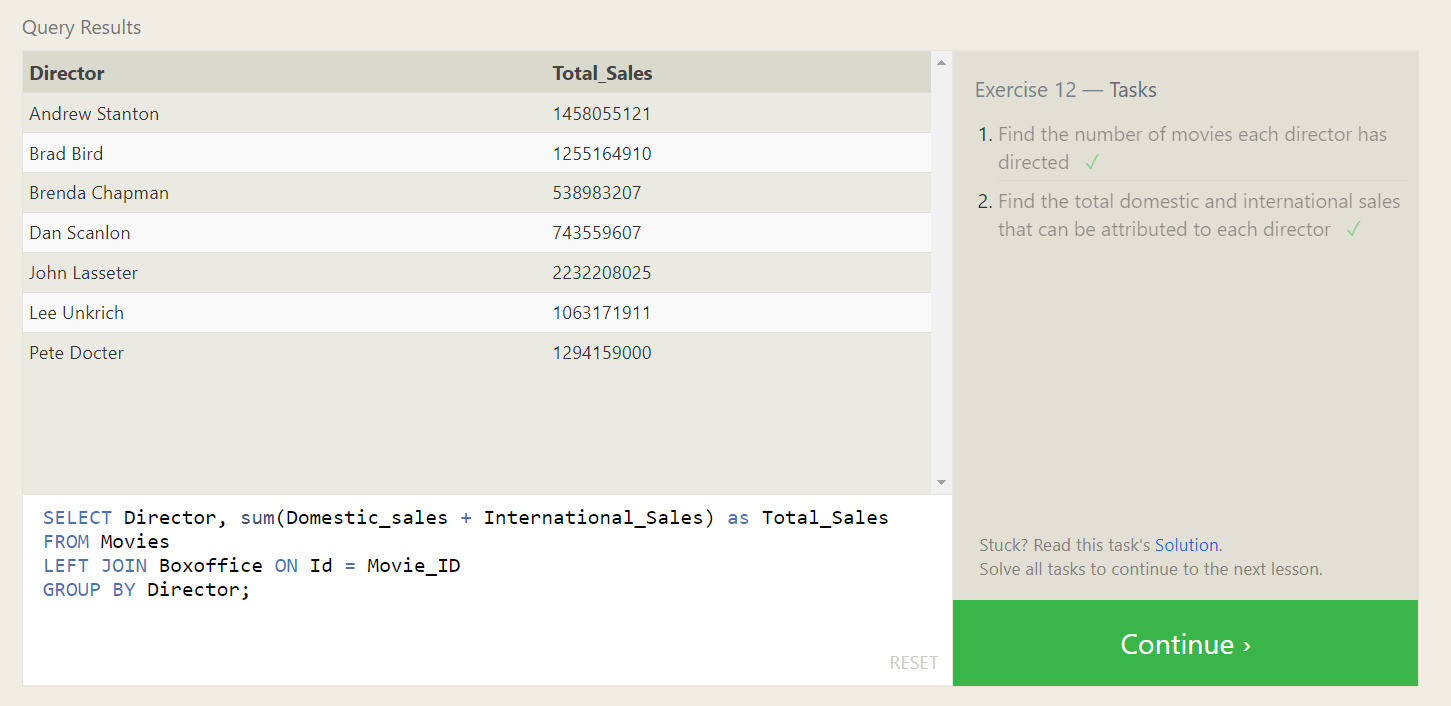 Query Results
Director Total_Sales
Andrew Stanton 1458055121
Brad Bird 1255164910
Brenda Chapman 538983207
Dan Scanlon 743559607
John Lasseter 2232208025
Lee Unkrich 1063171911
Pete Docter 1294159000
SELECT Director, sum(Domestic_sales + International_Sales) as Total_Sales
FROM Movies
LEFT JOIN Boxoffice ON Id = Movie_ID
GROUP BY Director;
RESET
Exercise 12 — Tasks
1. Find the number of movies each director has
directed ✓
2. Find the total domestic and international sales
that can be attributed to each director ✓
Stuck? Read this task's Solution.
Solve all tasks to continue to the next lesson.
Continue ›